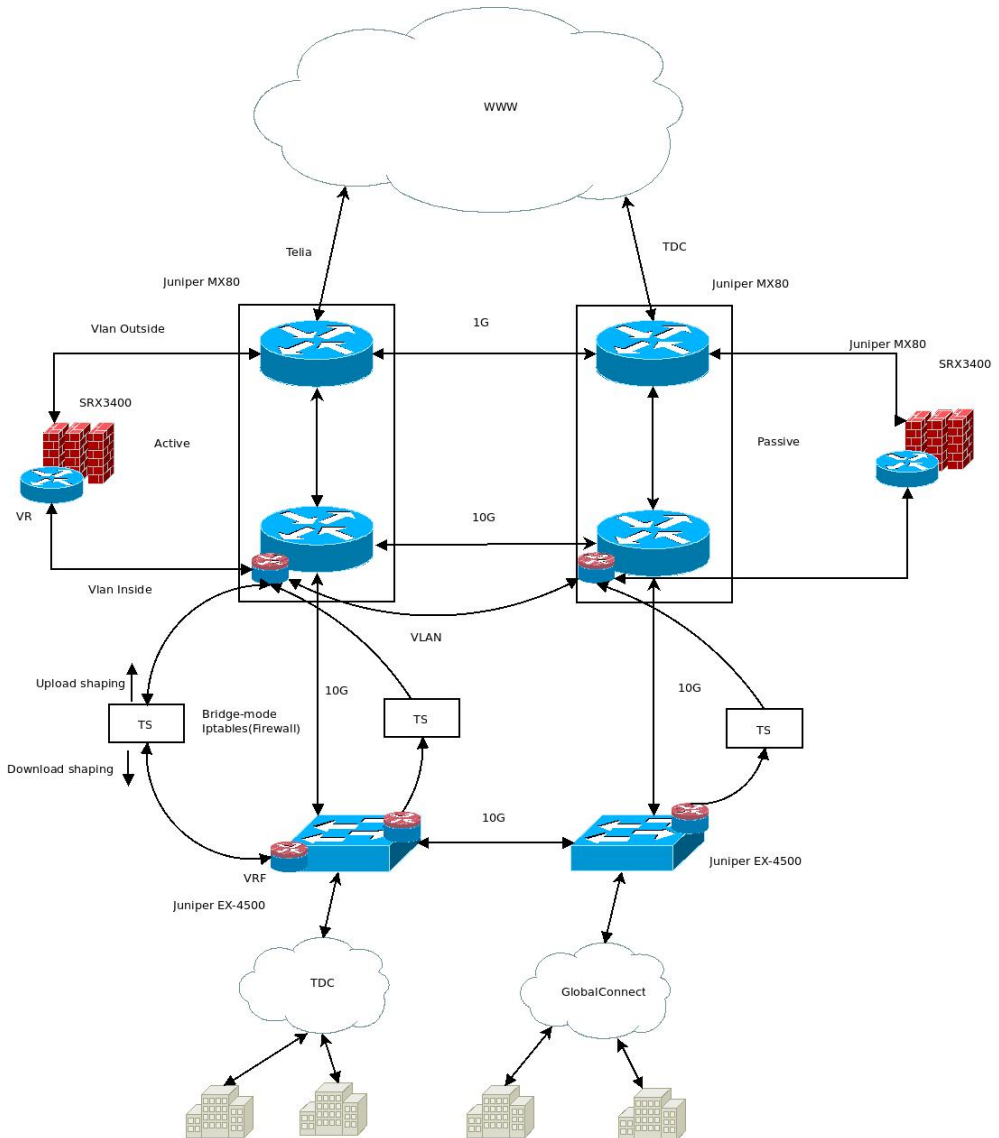 WWW
Telia
TDC
Juniper MX80
Juniper MX80
Vlan Outside
1G
Juniper MX80
SRX3400
SRX3400
Active
Passive
VR
10G
Vlan Inside
VLAN
Upload shaping
10G
10G
TS
Bridge-mode
Iptables(Firewall)
TS
TS
Download shaping
10G
VRF
Juniper EX-4500
Juniper EX-4500
TDC
GlobalConnect